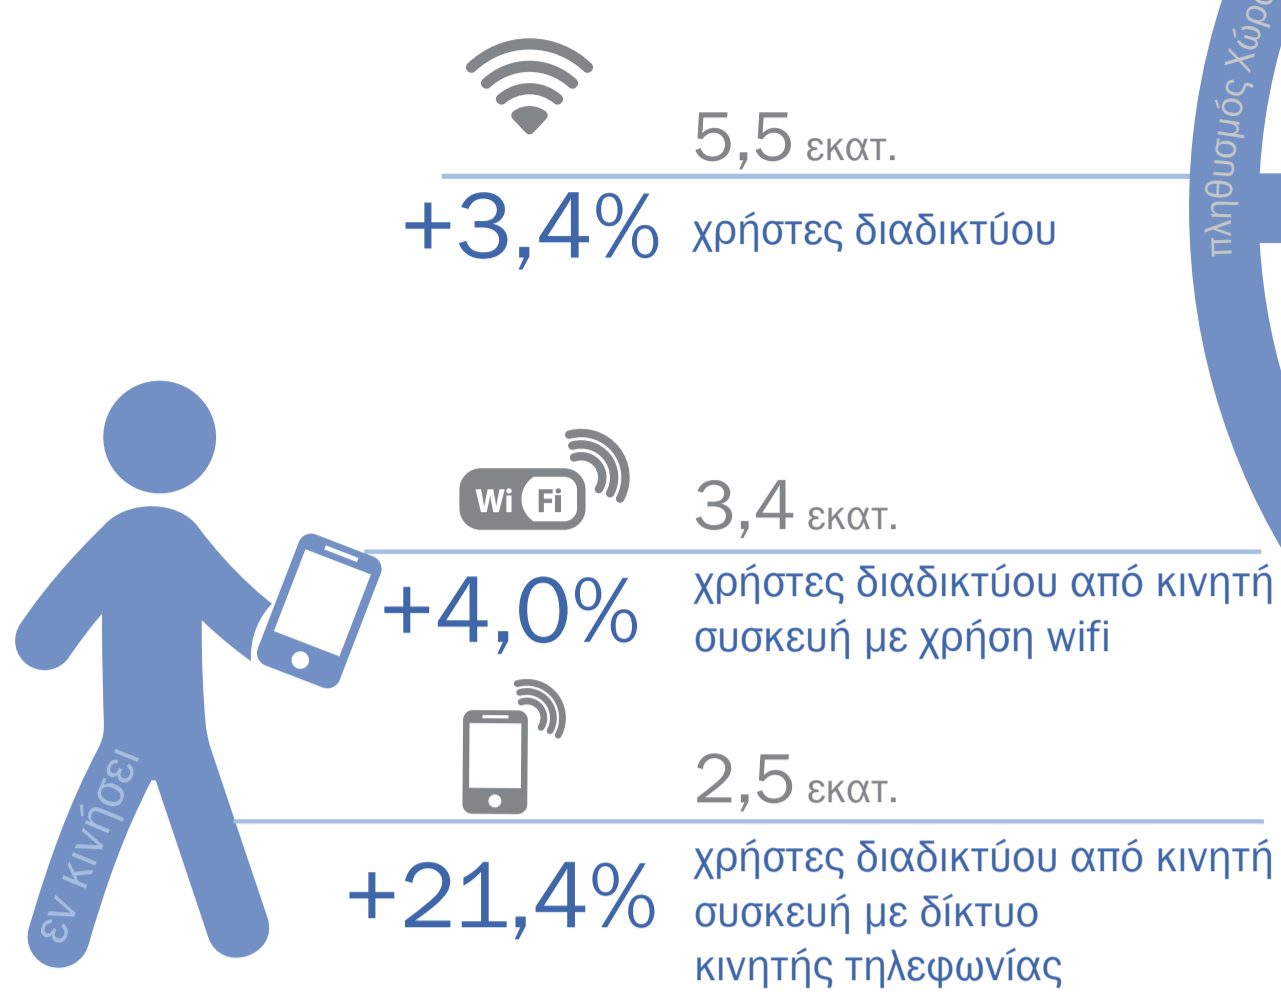 5,5 εκατ.
+3,4% χρήστες διαδικτύου
πληθυσμός
Wi Fi
3,4 εκατ.
+4,0%
χρήστες διαδικτύου από κινητή
συσκευή με χρήση wifi
2,5 εκατ.
+21,4%
χρήστες διαδικτύου από κινητή
συσκευή με δίκτυο
κινητής τηλεφωνίας
εν κινήσει